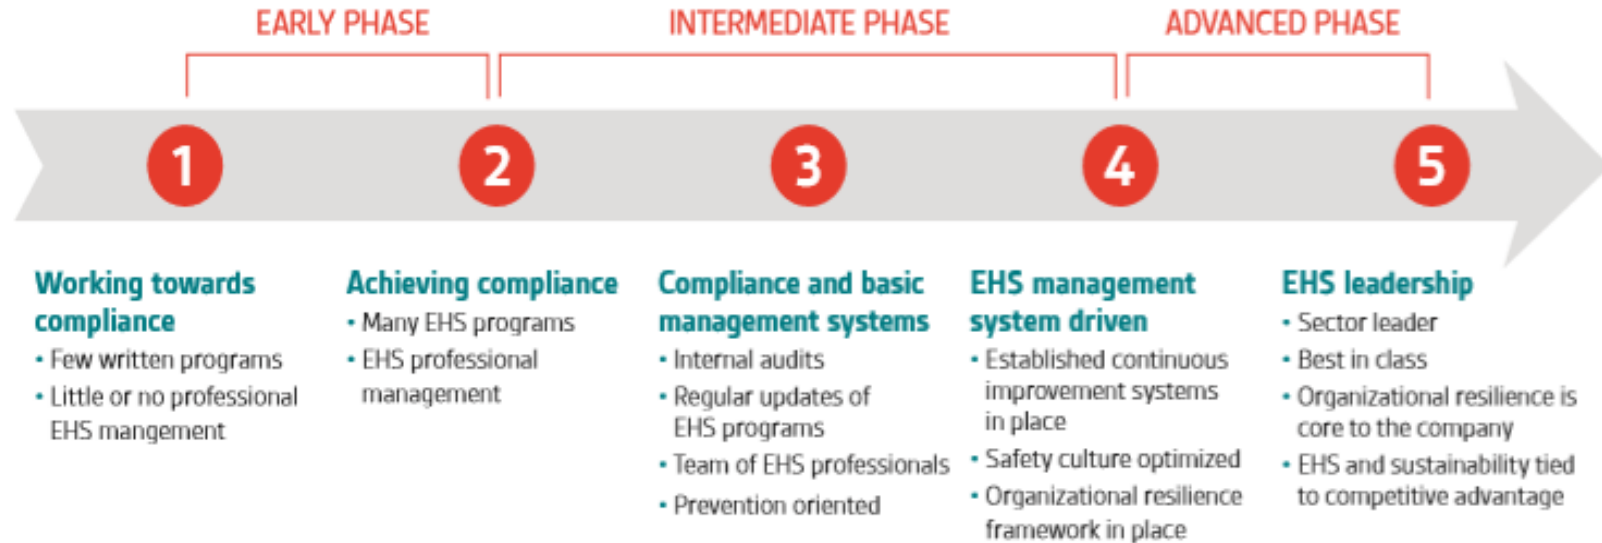 EARLY PHASE
INTERMEDIATE PHASE
ADVANCED PHASE
1
2
3
4
5
Working towards
compliance
• Few written programs
• Little or no professional
EHS mangement
Achieving compliance
• Many EHS programs
• EHS professional
management
Compliance and basic
management systems
• Internal audits
• Regular updates of
EHS programs
• Team of EHS professionals
• Prevention oriented
EHS management
system driven
• Established continuous
improvement systems
in place
• Safety culture optimized
• Organizational resilience
framework in place
EHS leadership
• Sector leader
• Best in class
• Organizational resilience is
core to the company
• EHS and sustainability tied
to competitive advantage